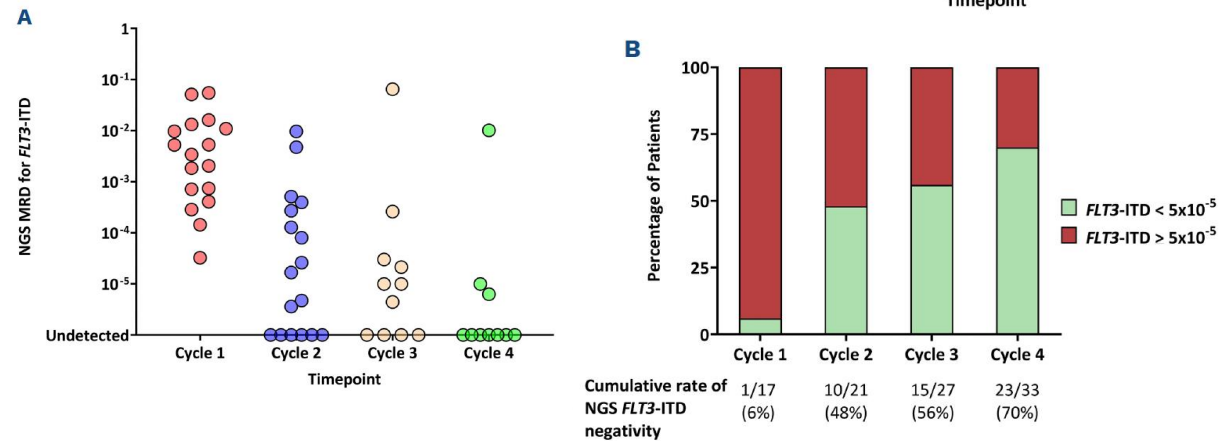 Timepoint
A
1
10-1
10-2
10-3
10-4
10-5
Undetected
NGS MRD for FLT3-ITD
Cycle 1 Cycle 2 Cycle 3 Cycle 4
Timepoint
B
100
75
50
25
0
Percentage of Patients
Cycle 1 Cycle 2 Cycle 3 Cycle 4
FLT3-ITD < 5x10-5
FLT3-ITD > 5x10-5
Cumulative rate of 1/17 10/21 15/27 23/33
NGS FLT3-ITD (6%) (48%) (56%) (70%)
negativity